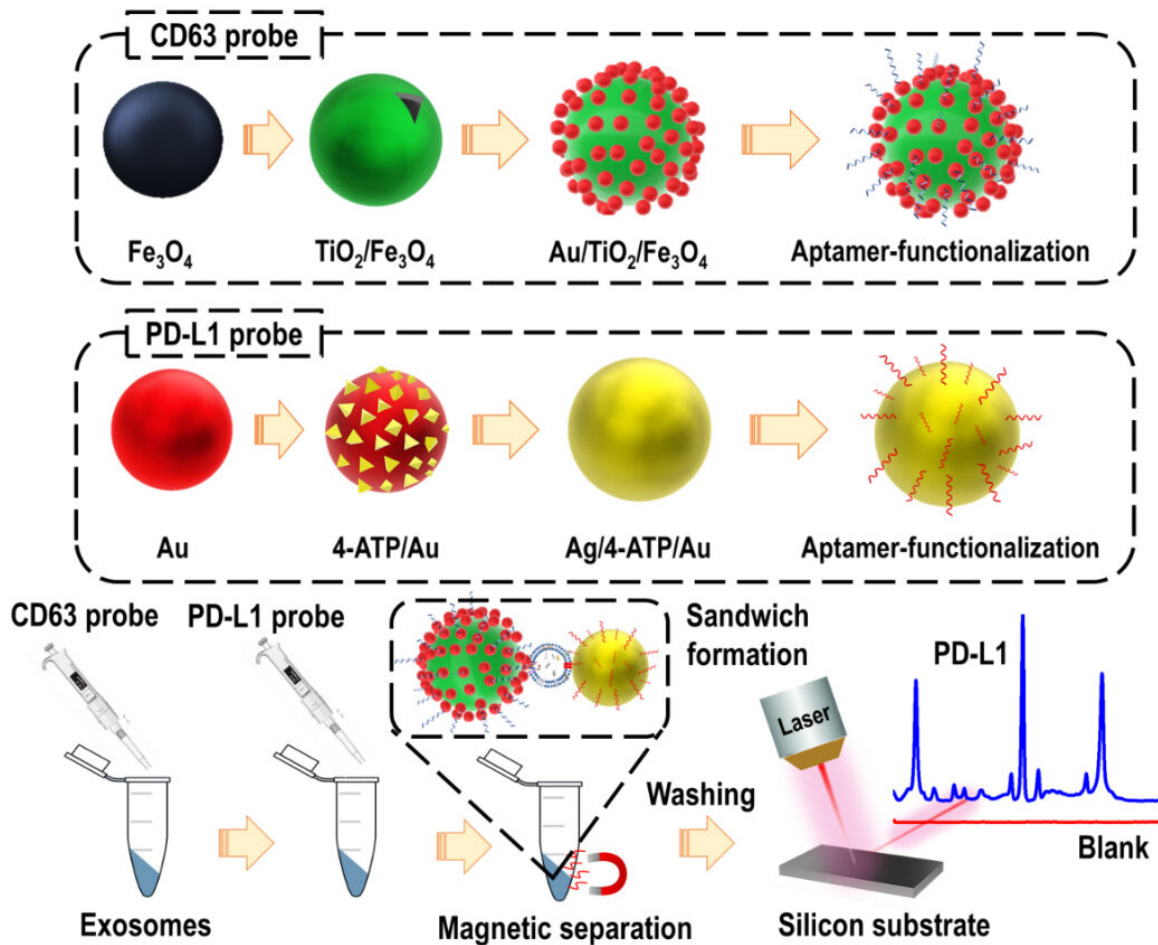 CD63 probe
Fe₃O₄
TiO₂/Fe₃O₄
Au/TiO₂/Fe₃O₄
Aptamer-functionalization
PD-L1 probe
Au
4-ATP/Au
Ag/4-ATP/Au
Aptamer-functionalization
CD63 probe
PD-L1 probe
Sandwich
formation
PD-L1
Laser
Washing
Blank
Exosomes
Magnetic separation
Silicon substrate